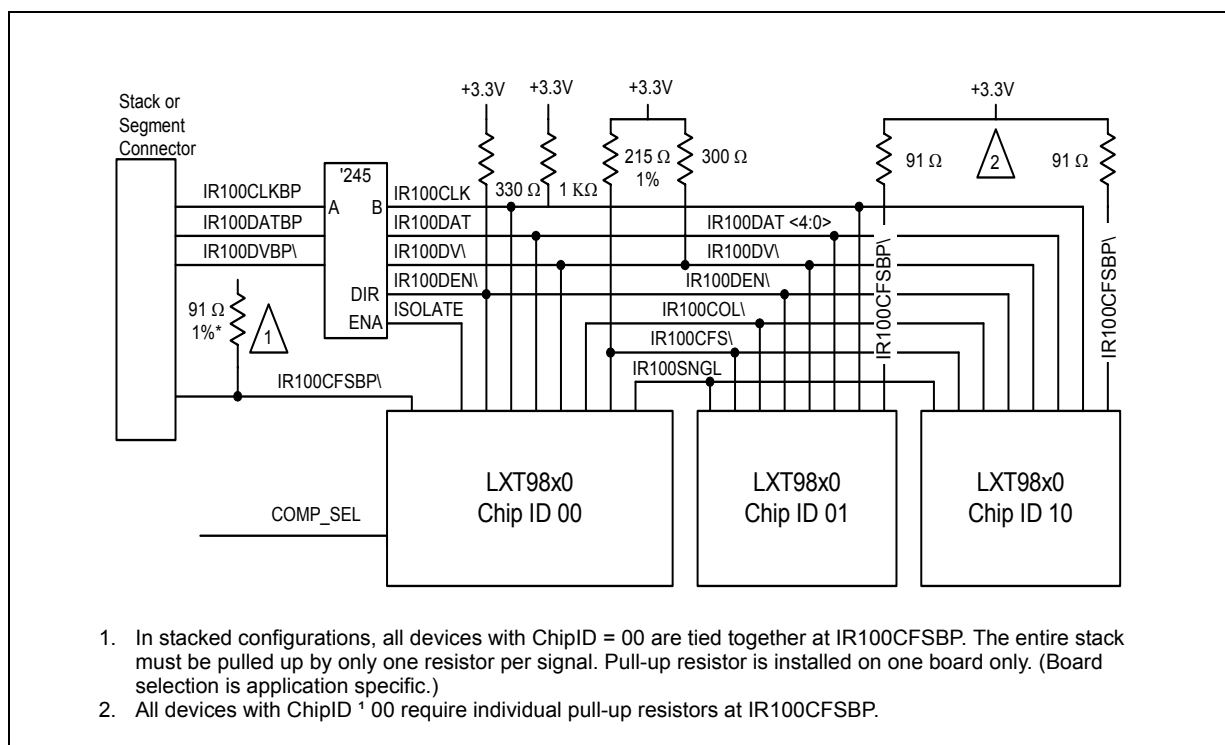 Stack or
Segment
Connector
+3.3V
+3.3V
+3.3V
+3.3V
'245
215 Ω
1%
300 Ω
91 Ω
2
91 Ω
330 Ω
1 KΩ
IR100CLKBP
A
B
IR100CLK
IR100DATBP
IR100DAT
IR100DAT <4:0>
IR100DVBP\
IR100DV\
IR100DV\
DIR
IR100DEN\
IR100DEN\
ENA
ISOLATE
91 Ω
1%*
1
IR100COL\
IR100CFS\
IR100SNGL
IR100CFSBP\
IR100CFSBP\
IR100CFSBP\
COMP_SEL
LXT98x0
Chip ID 00
LXT98x0
Chip ID 01
LXT98x0
Chip ID 10
1. In stacked configurations, all devices with ChipID = 00 are tied together at IR100CFSBP. The entire stack
must be pulled up by only one resistor per signal. Pull-up resistor is installed on one board only. (Board
selection is application specific.)
2. All devices with ChipID ¹ 00 require individual pull-up resistors at IR100CFSBP.